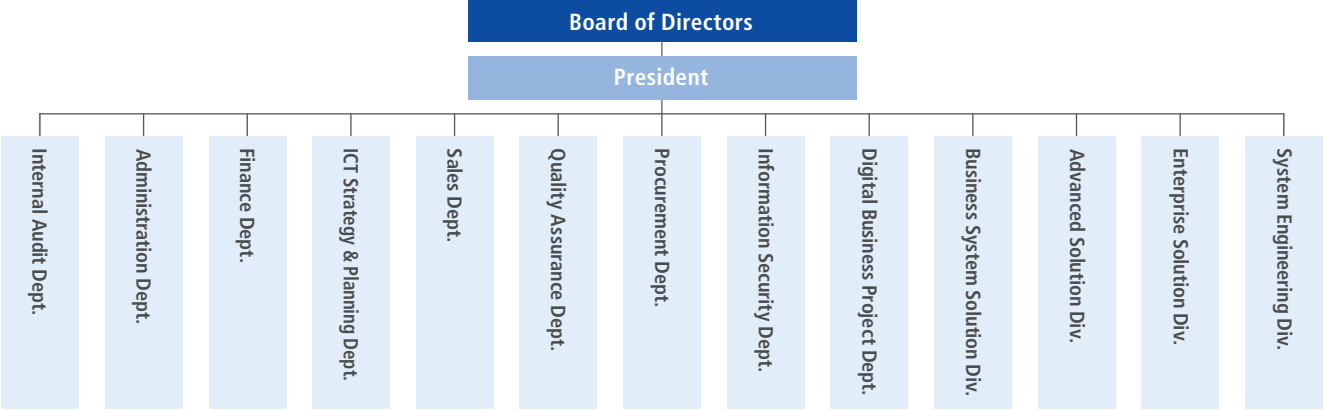 Board of Directors
President
Internal Audit Dept.
Administration Dept.
Finance Dept.
ICT Strategy & Planning Dept.
Sales Dept.
Quality Assurance Dept.
Procurement Dept.
Information Security Dept.
Digital Business Project Dept.
Business System Solution Div.
Advanced Solution Div.
Enterprise Solution Div.
System Engineering Div.